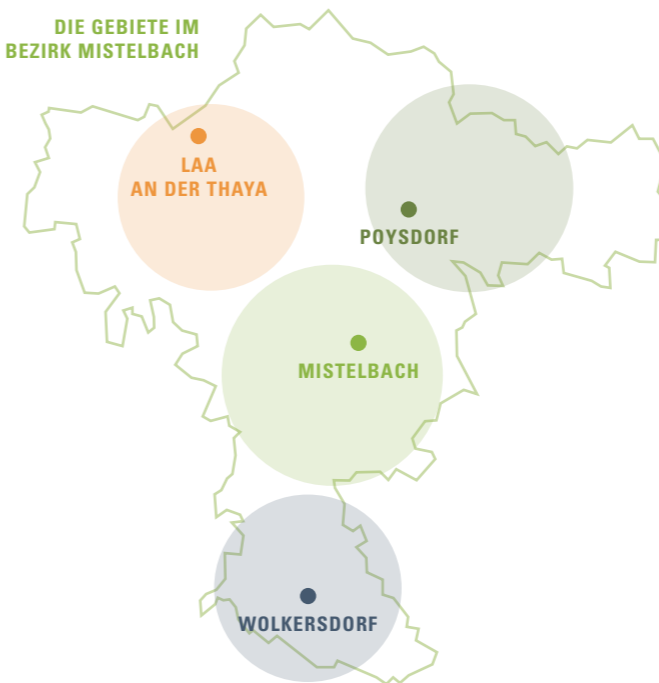 DIE GEBIETE IM
BEZIRK MISTELBACH
LAA
AN DER THAYA
POYSDORF
MISTELBACH
WOLKERSDORF